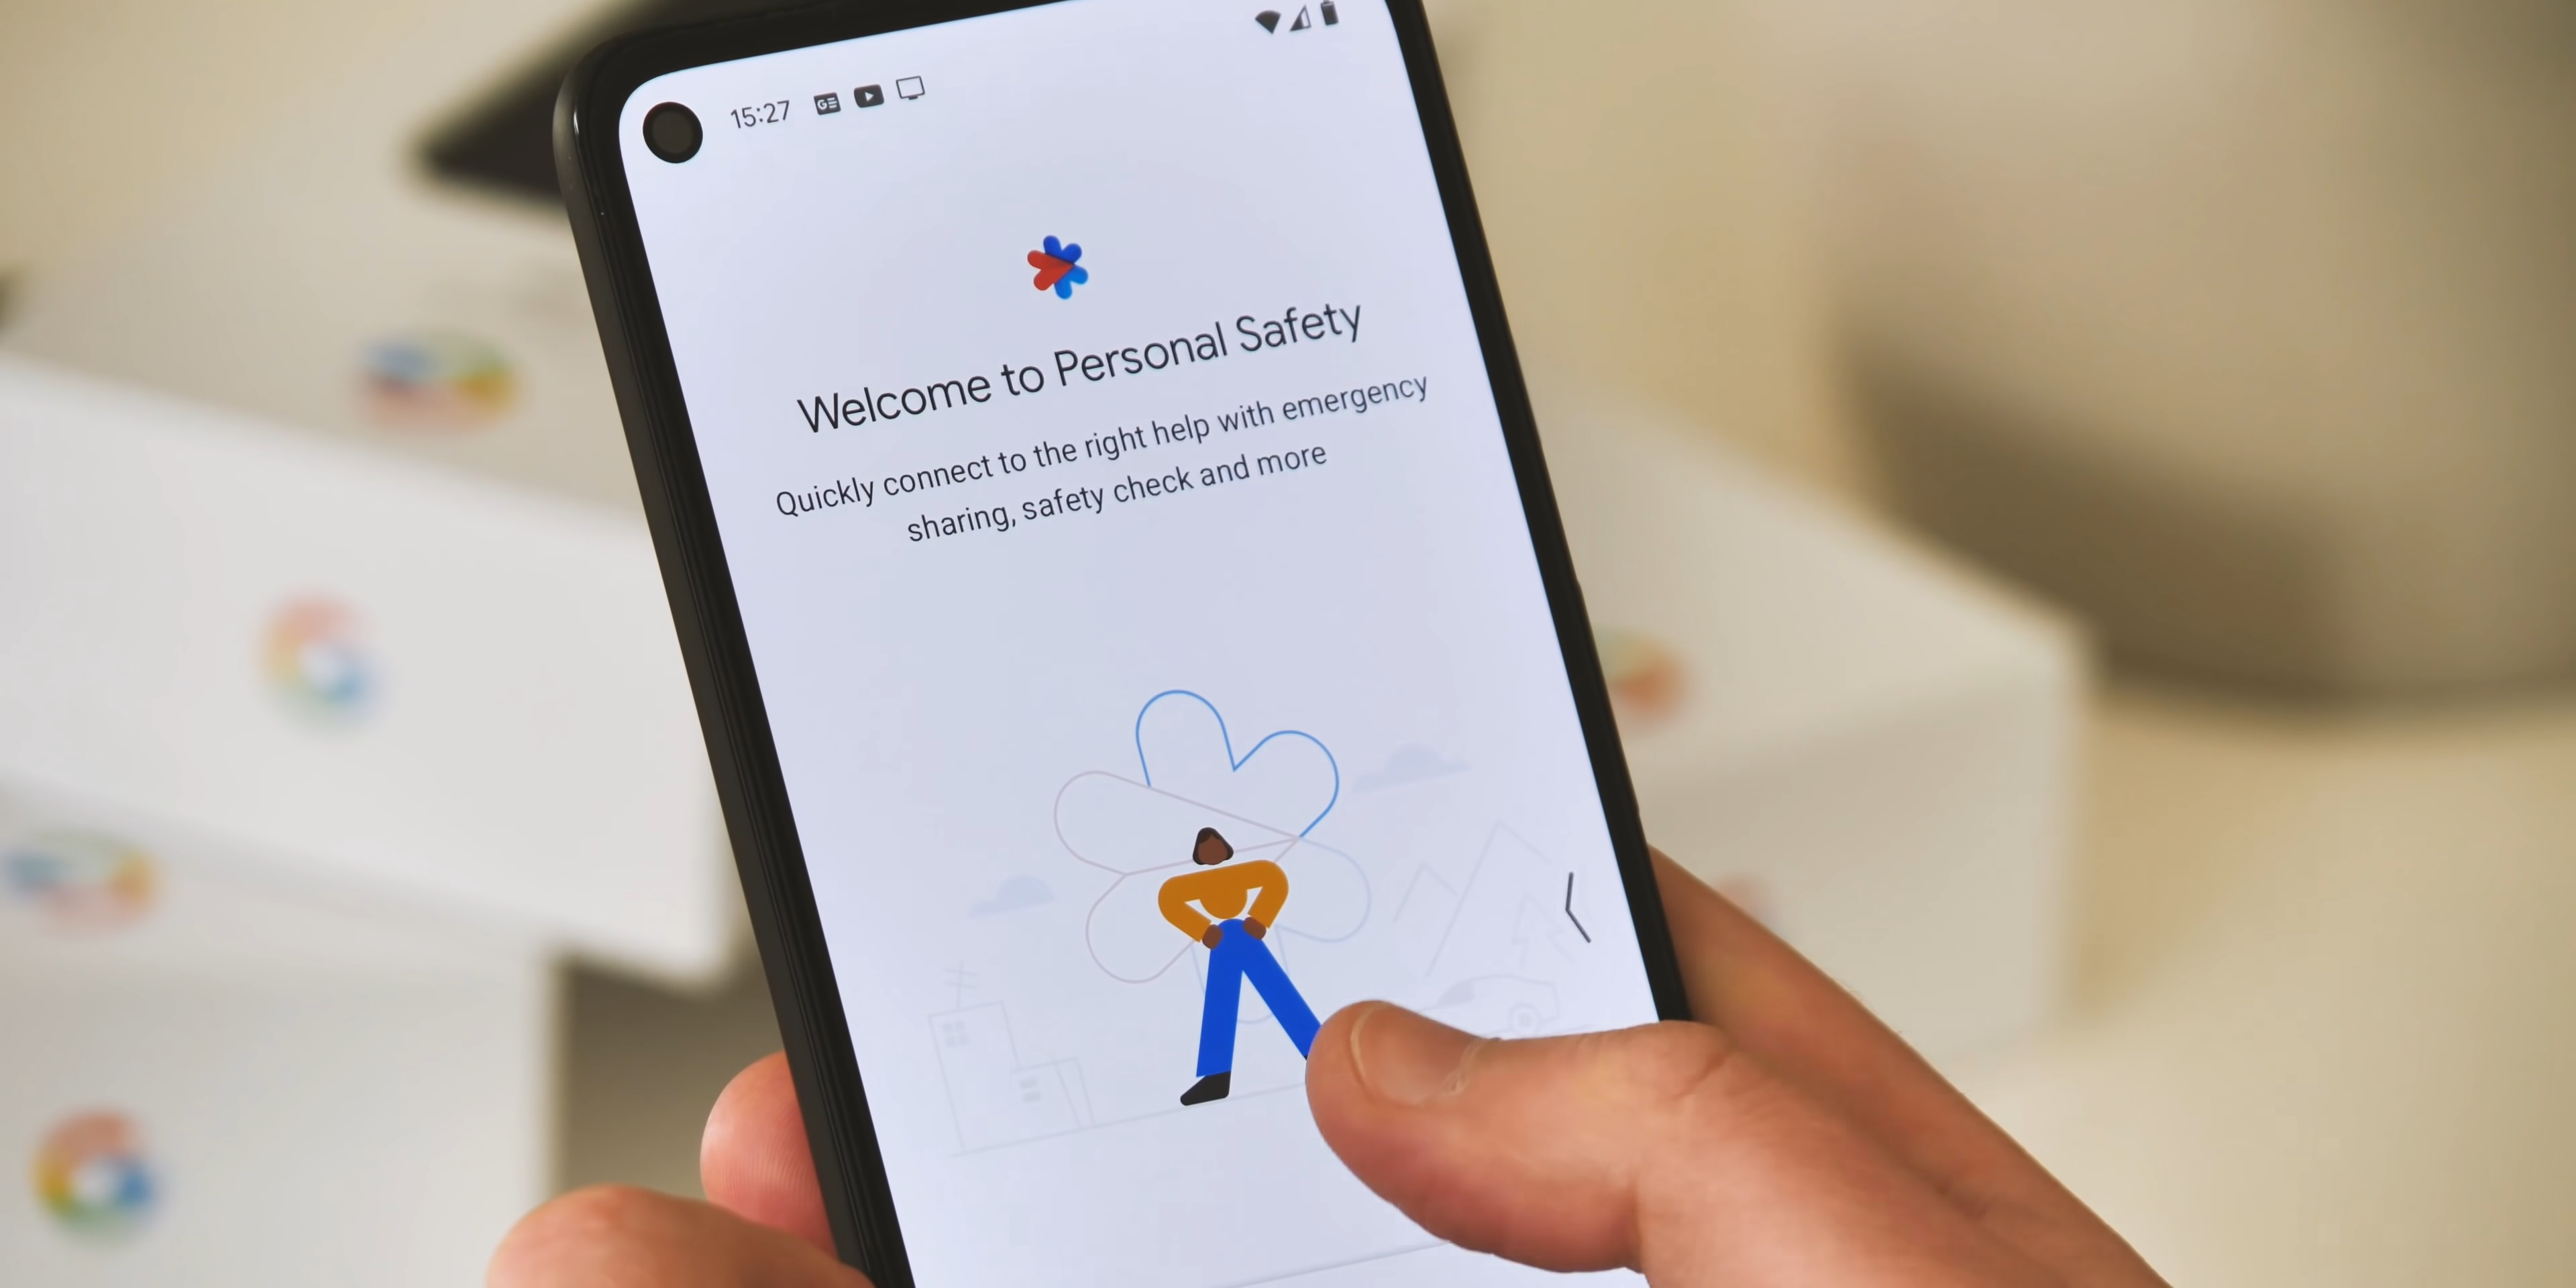 15:27
Welcome to Personal Safety
Quickly connect to the right help with emergency
sharing, safety check and more